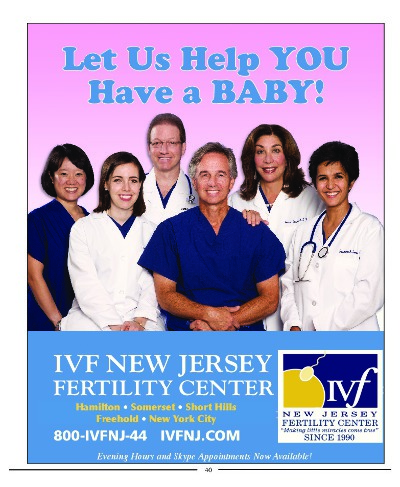 Let Us Help YOU
Have a BABY!
IVF NEW JERSEY
FERTILITY CENTER
Hamilton • Somerset • Short Hills
Freehold • New York City
800-IVFNJ-44 IVFNJ.COM
IVF
NEW JERSEY
FERTILITY CENTER
"Making little miracles come true"
SINCE 1990
Evening Hours and Skype Appointments Now Available!
40